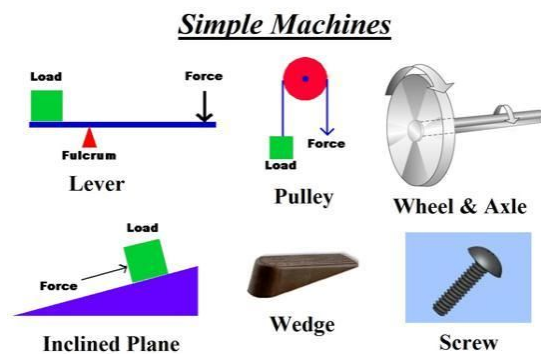 Simple Machines
Load
Force
Fulcrum
Lever
Load
Force
Pulley
Wheel & Axle
Load
Force
Inclined Plane
Wedge
Screw